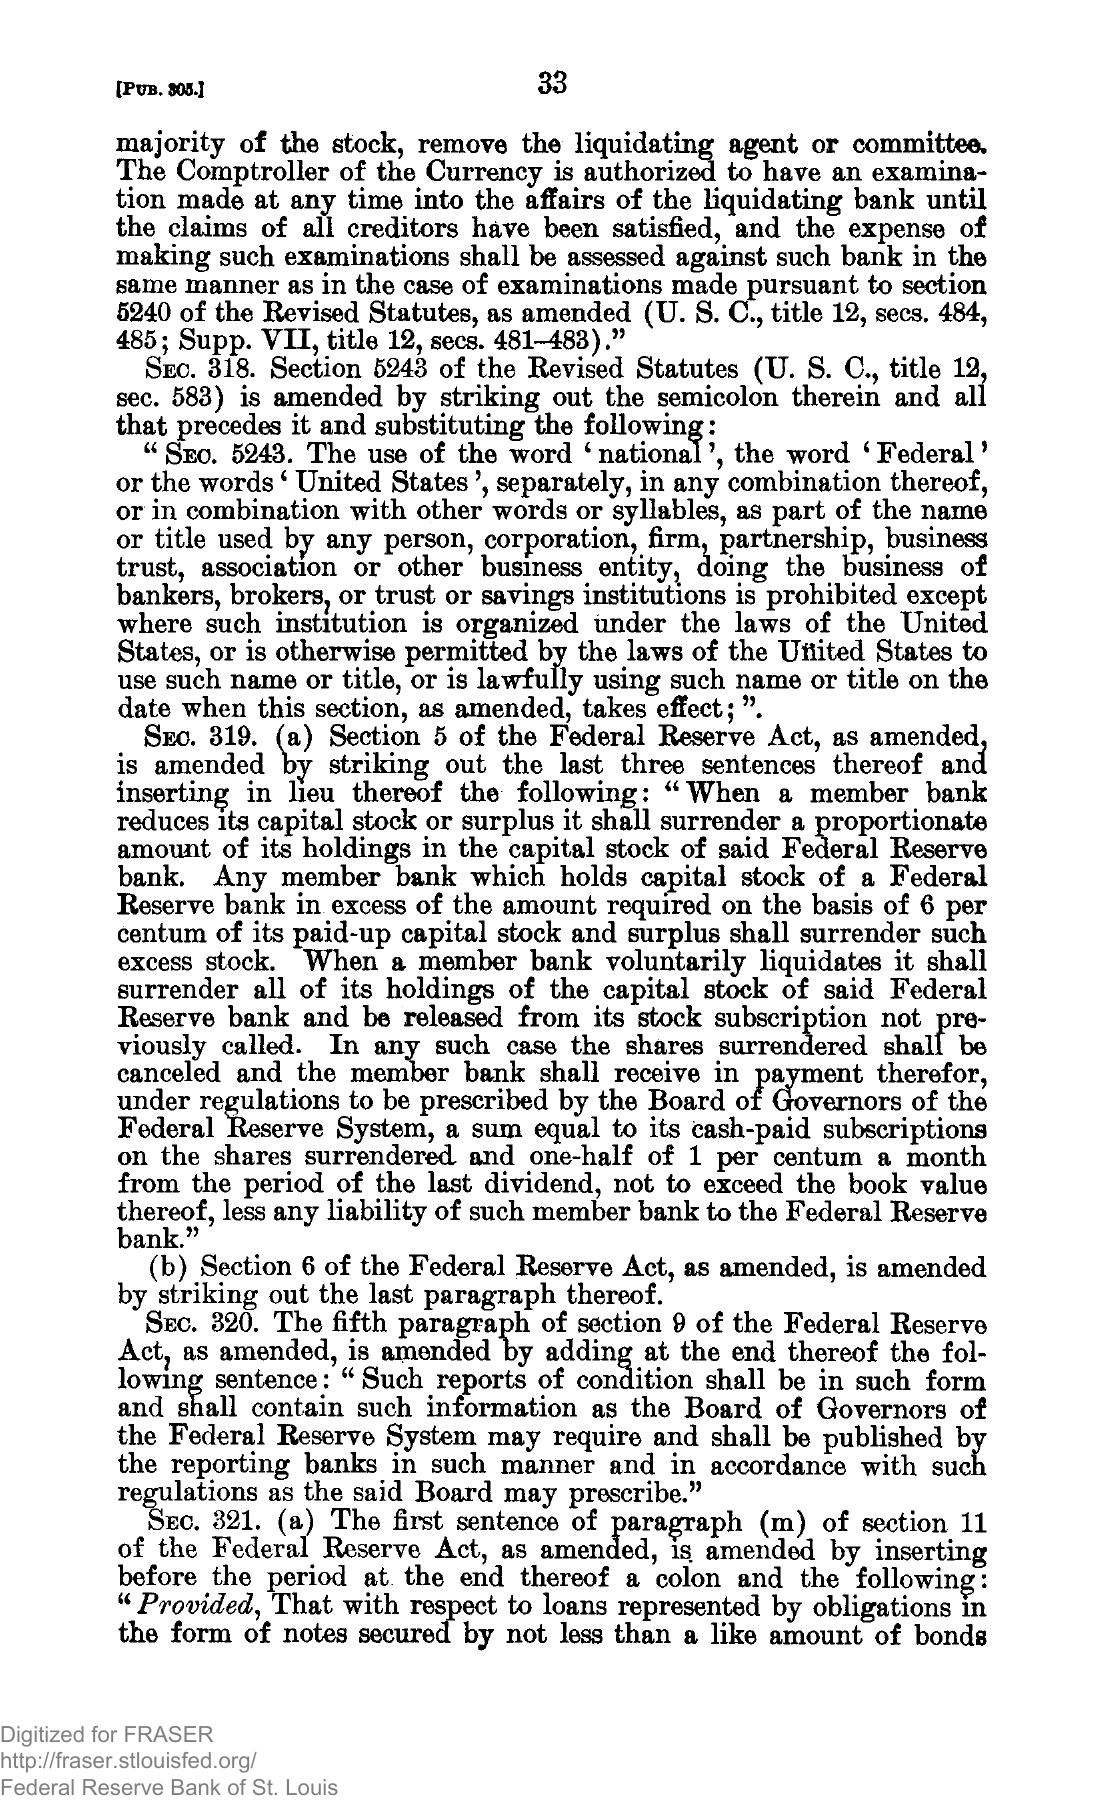 [PUB. 305.]
33
majority of the stock, remove the liquidating agent or committee.
The Comptroller of the Currency is authorized to have an examina-
tion made at any time into the affairs of the liquidating bank until
the claims of all creditors have been satisfied, and the expense of
making such examinations shall be assessed against such bank in the
same manner as in the case of examinations made pursuant to section
5240 of the Revised Statutes, as amended (U. S. C., title 12, secs. 484,
485; Supp. VII, title 12, secs. 481–483).”
SEC. 318. Section 5243 of the Revised Statutes (U. S. C., title 12,
sec. 583) is amended by striking out the semicolon therein and all
that precedes it and substituting the following:
“ SEC. 5243. The use of the word ‘ national ’, the word ‘ Federal ’
or the words ‘ United States ’, separately, in any combination thereof,
or in combination with other words or syllables, as part of the name
or title used by any person, corporation, firm, partnership, business
trust, association or other business entity, doing the business of
bankers, brokers, or trust or savings institutions is prohibited except
where such institution is organized under the laws of the United
States, or is otherwise permitted by the laws of the United States to
use such name or title, or is lawfully using such name or title on the
date when this section, as amended, takes effect; ”.
SEC. 319. (a) Section 5 of the Federal Reserve Act, as amended,
is amended by striking out the last three sentences thereof and
inserting in lieu thereof the following: “ When a member bank
reduces its capital stock or surplus it shall surrender a proportionate
amount of its holdings in the capital stock of said Federal Reserve
bank. Any member bank which holds capital stock of a Federal
Reserve bank in excess of the amount required on the basis of 6 per
centum of its paid-up capital stock and surplus shall surrender such
excess stock. When a member bank voluntarily liquidates it shall
surrender all of its holdings of the capital stock of said Federal
Reserve bank and be released from its stock subscription not pre-
viously called. In any such case the shares surrendered shall be
canceled and the member bank shall receive in payment therefor,
under regulations to be prescribed by the Board of Governors of the
Federal Reserve System, a sum equal to its cash-paid subscriptions
on the shares surrendered and one-half of 1 per centum a month
from the period of the last dividend, not to exceed the book value
thereof, less any liability of such member bank to the Federal Reserve
bank.”
(b) Section 6 of the Federal Reserve Act, as amended, is amended
by striking out the last paragraph thereof.
SEC. 320. The fifth paragraph of section 9 of the Federal Reserve
Act, as amended, is amended by adding at the end thereof the fol-
lowing sentence: “ Such reports of condition shall be in such form
and shall contain such information as the Board of Governors of
the Federal Reserve System may require and shall be published by
the reporting banks in such manner and in accordance with such
regulations as the said Board may prescribe.”
SEC. 321. (a) The first sentence of paragraph (m) of section 11
of the Federal Reserve Act, as amended, is amended by inserting
before the period at the end thereof a colon and the following:
“ Provided, That with respect to loans represented by obligations in
the form of notes secured by not less than a like amount of bonds
Digitized for FRASER
http://fraser.stlouisfed.org/
Federal Reserve Bank of St. Louis